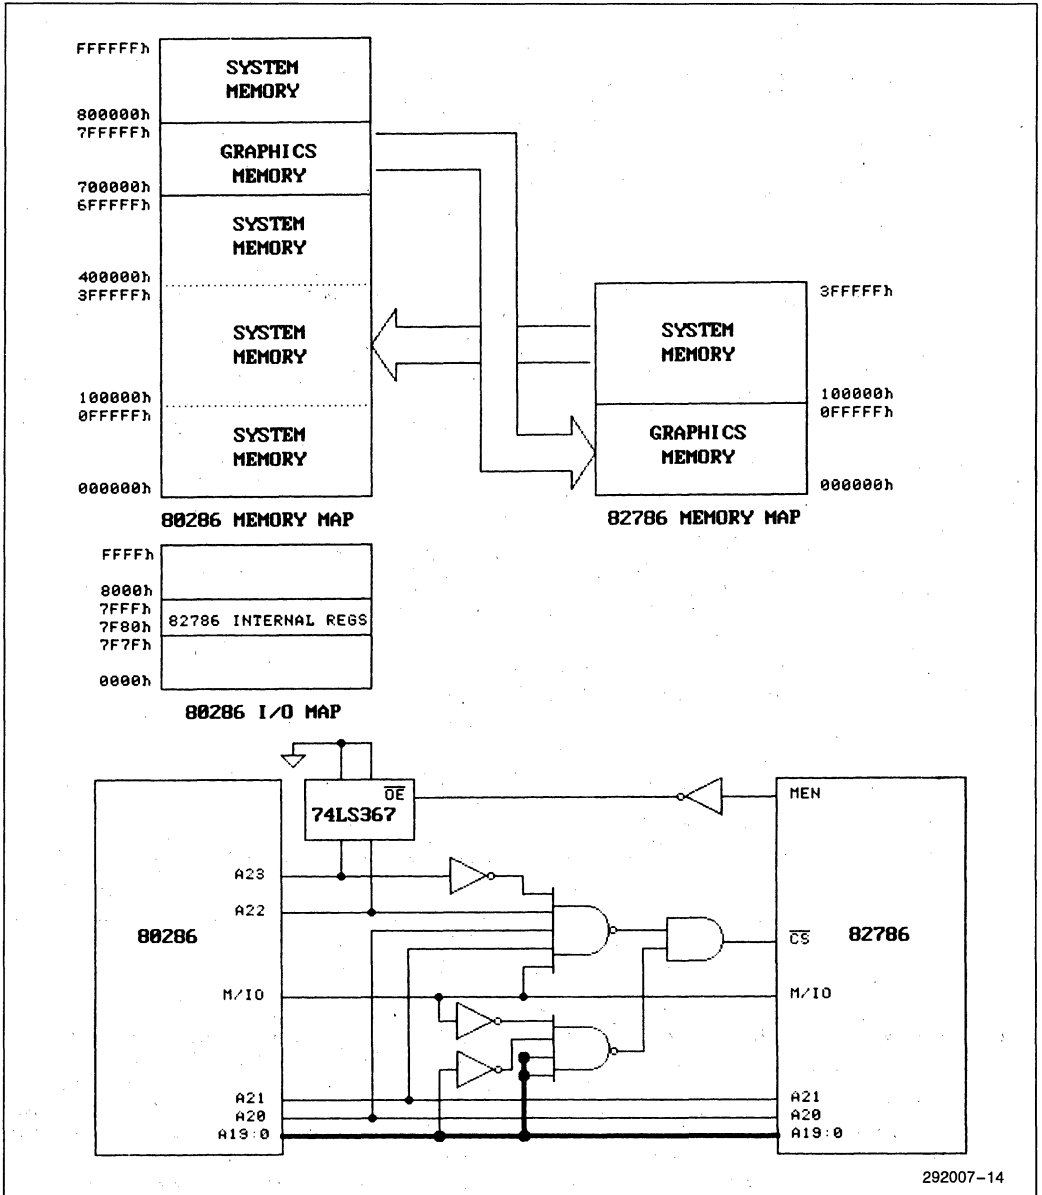 FFFFFFh
SYSTEM
MEMORY
800000h
7FFFFFh
GRAPHICS
MEMORY
700000h
6FFFFFh
SYSTEM
MEMORY
400000h
3FFFFFh
SYSTEM
MEMORY
100000h
0FFFFFh
SYSTEM
MEMORY
000000h
80286 MEMORY MAP
3FFFFFh
SYSTEM
MEMORY
100000h
0FFFFFh
GRAPHICS
MEMORY
000000h
82786 MEMORY MAP
FFFFh
8000h
7FFFh
82786 INTERNAL REGS
7F80h
7F7Fh
0000h
80286 I/O MAP
OE
74LS367
MEN
A23
A22
80286
CS
82786
M/IO
M/IO
A21
A21
A20
A20
A19:0
A19:0
292007-14